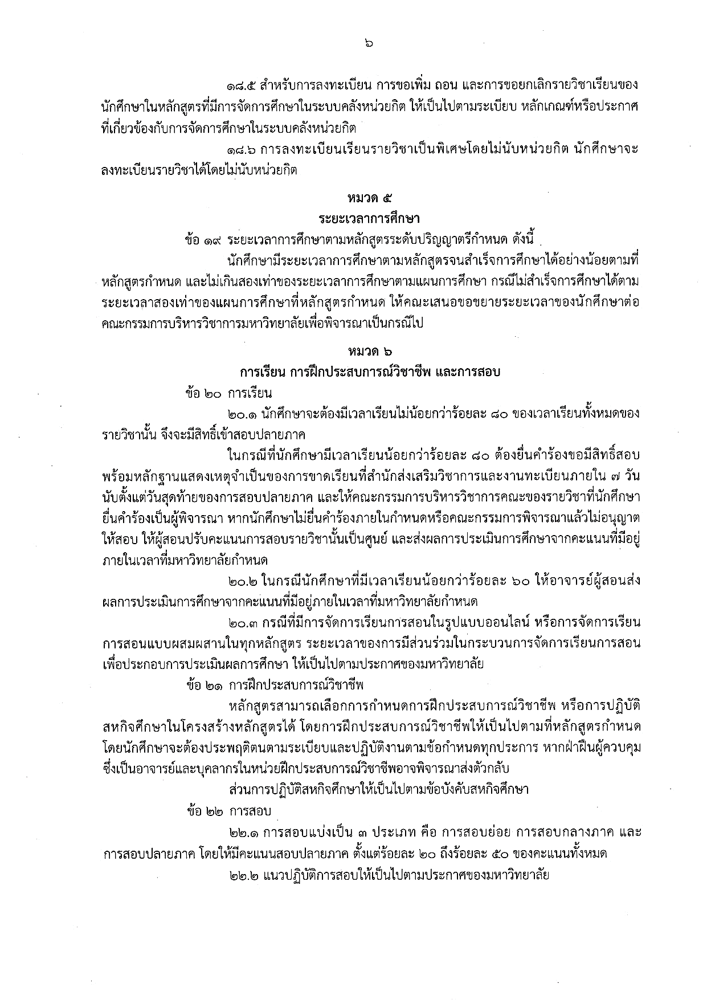 ๖
๑๘.๕ สำหรับการลงทะเบียน การขอเพิ่ม ถอน และการขอยกเลิกรายวิชาเรียนของ
นักศึกษาในหลักสูตรที่มีการจัดการศึกษาในระบบคลังหน่วยกิต ให้เป็นไปตามระเบียบ หลักเกณฑ์หรือประกาศ
ที่เกี่ยวข้องกับการจัดการศึกษาในระบบคลังหน่วยกิต
๑๘.๖ การลงทะเบียนเรียนรายวิชาเป็นพิเศษโดยไม่นับหน่วยกิต นักศึกษาจะ
ลงทะเบียนรายวิชาได้โดยไม่นับหน่วยกิต
หมวด ๕
ระยะเวลาการศึกษา
ข้อ ๑๙ ระยะเวลาการศึกษาตามหลักสูตรระดับปริญญาตรีกำหนด ดังนี้
นักศึกษามีระยะเวลาการศึกษาตามหลักสูตรจนสำเร็จการศึกษาได้อย่างน้อยตามที่
หลักสูตรกำหนด และไม่เกินสองเท่าของระยะเวลาการศึกษาตามแผนการศึกษา กรณีไม่สำเร็จการศึกษาได้ตาม
ระยะเวลาสองเท่าของแผนการศึกษาที่หลักสูตรกำหนด ให้คณะเสนอขอขยายระยะเวลาของนักศึกษาต่อ
คณะกรรมการบริหารวิชาการมหาวิทยาลัยเพื่อพิจารณาเป็นกรณีไป
หมวด ๖
การเรียน การฝึกประสบการณ์วิชาชีพ และการสอบ
ข้อ ๒๐ การเรียน
๒๐.๑ นักศึกษาจะต้องมีเวลาเรียนไม่น้อยกว่าร้อยละ ๘๐ ของเวลาเรียนทั้งหมดของ
รายวิชานั้น จึงจะมีสิทธิ์เข้าสอบปลายภาค
ในกรณีที่นักศึกษามีเวลาเรียนน้อยกว่าร้อยละ ๘๐ ต้องยื่นคำร้องขอมีสิทธิ์สอบ
พร้อมหลักฐานแสดงเหตุจำเป็นของการขาดเรียนที่สำนักส่งเสริมวิชาการและงานทะเบียนภายใน ๗ วัน
นับตั้งแต่วันสุดท้ายของการสอบปลายภาค และให้คณะกรรมการบริหารวิชาการคณะของรายวิชาที่นักศึกษา
ยื่นคำร้องเป็นผู้พิจารณา หากนักศึกษาไม่ยื่นคำร้องภายในกำหนดหรือคณะกรรมการพิจารณาแล้วไม่อนุญาต
ให้สอบ ให้ผู้สอนปรับคะแนนการสอบรายวิชานั้นเป็นศูนย์ และส่งผลการประเมินการศึกษาจากคะแนนที่มีอยู่
ภายในเวลาที่มหาวิทยาลัยกำหนด
๒๐.๒ ในกรณีนักศึกษาที่มีเวลาเรียนน้อยกว่าร้อยละ ๖๐ ให้อาจารย์ผู้สอนส่ง
ผลการประเมินการศึกษาจากคะแนนที่มีอยู่ภายในเวลาที่มหาวิทยาลัยกำหนด
๒๐.๓ กรณีที่มีการจัดการเรียนการสอนในรูปแบบออนไลน์ หรือการจัดการเรียน
การสอนแบบผสมผสานในทุกหลักสูตร ระยะเวลาของการมีส่วนร่วมในกระบวนการจัดการเรียนการสอน
เพื่อประกอบการประเมินผลการศึกษา ให้เป็นไปตามประกาศของมหาวิทยาลัย
ข้อ ๒๑ การฝึกประสบการณ์วิชาชีพ
หลักสูตรสามารถเลือกการกำหนดการฝึกประสบการณ์วิชาชีพ หรือการปฏิบัติ
สหกิจศึกษาในโครงสร้างหลักสูตรได้ โดยการฝึกประสบการณ์วิชาชีพให้เป็นไปตามที่หลักสูตรกำหนด
โดยนักศึกษาจะต้องประพฤติตนตามระเบียบและปฏิบัติงานตามข้อกำหนดทุกประการ หากฝ่าฝืนผู้ควบคุม
ซึ่งเป็นอาจารย์และบุคลากรในหน่วยฝึกประสบการณ์วิชาชีพอาจพิจารณาส่งตัวกลับ
ส่วนการปฏิบัติสหกิจศึกษาให้เป็นไปตามข้อบังคับสหกิจศึกษา
ข้อ ๒๒ การสอบ
๒๒.๑ การสอบแบ่งเป็น ๓ ประเภท คือ การสอบย่อย การสอบกลางภาค และ
การสอบปลายภาค โดยให้มีคะแนนสอบปลายภาค ตั้งแต่ร้อยละ ๒๐ ถึงร้อยละ ๕๐ ของคะแนนทั้งหมด
๒๒.๒ แนวปฏิบัติการสอบให้เป็นไปตามประกาศของมหาวิทยาลัย